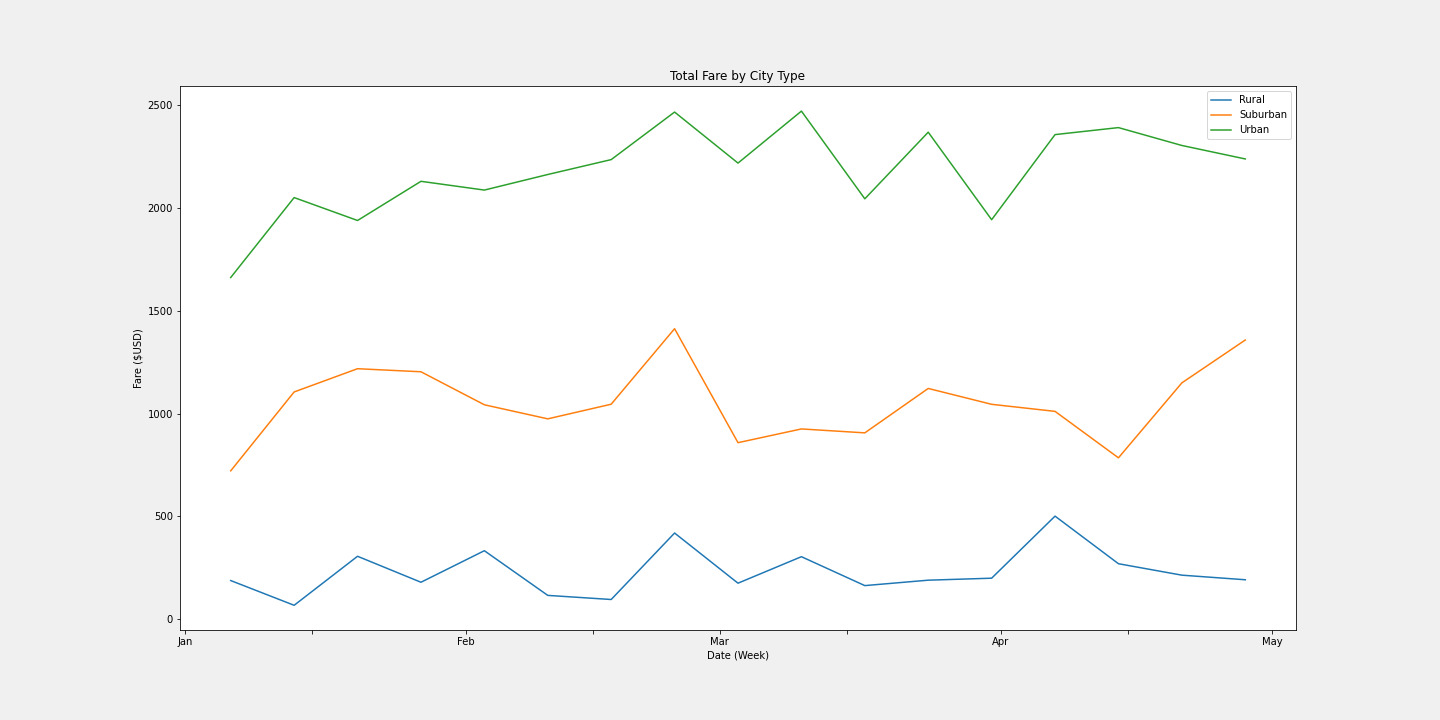 Total Fare by City Type
Rural
Suburban
Urban
2500
2000
1500
1000
500
0
Fare ($USD)
Jan
Feb
Mar
Apr
May
Date (Week)